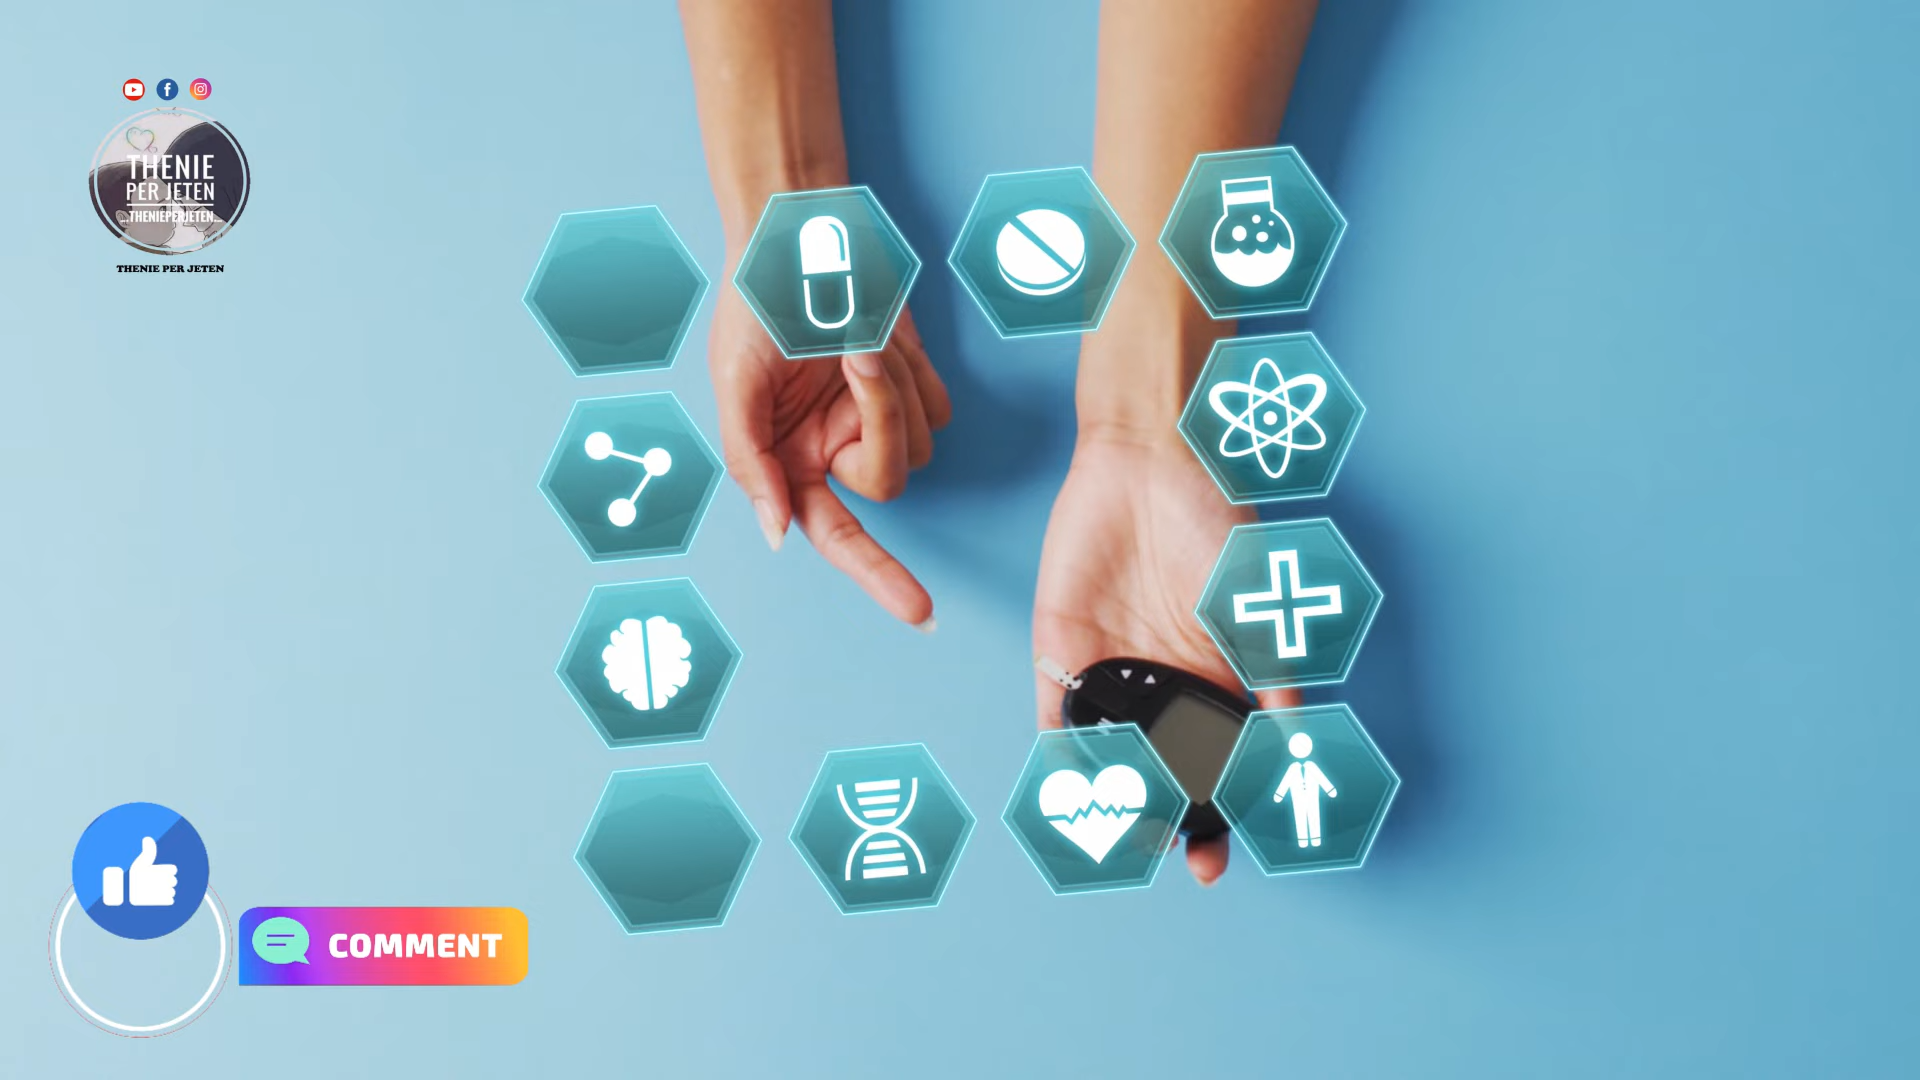 THENIE
PER JETEN
...THENIEPERJETEN...
THENIE PER JETEN
COMMENT